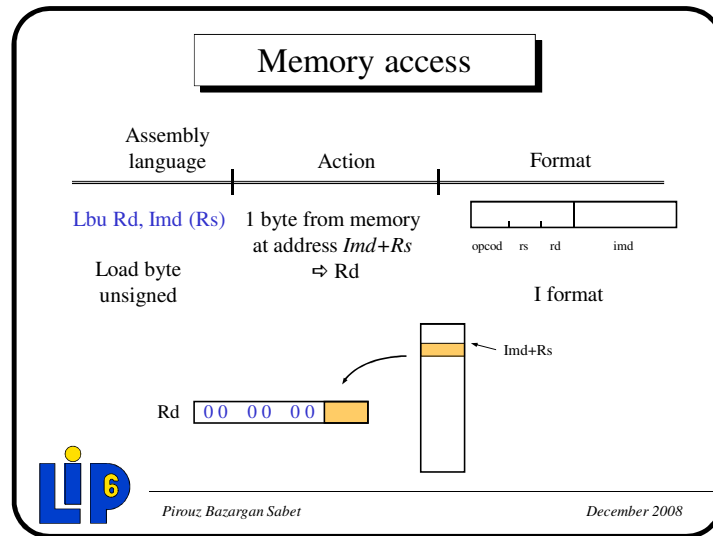 Memory access
Assembly
language
Action
Format
Lbu Rd, Imd (Rs)
Load byte
unsigned
1 byte from memory
at address Imd+Rs
⇨ Rd
opcod rs rd imd
I format
Imd+Rs
Rd 00 00 00
LIP6
Pirouz Bazargan Sabet
December 2008